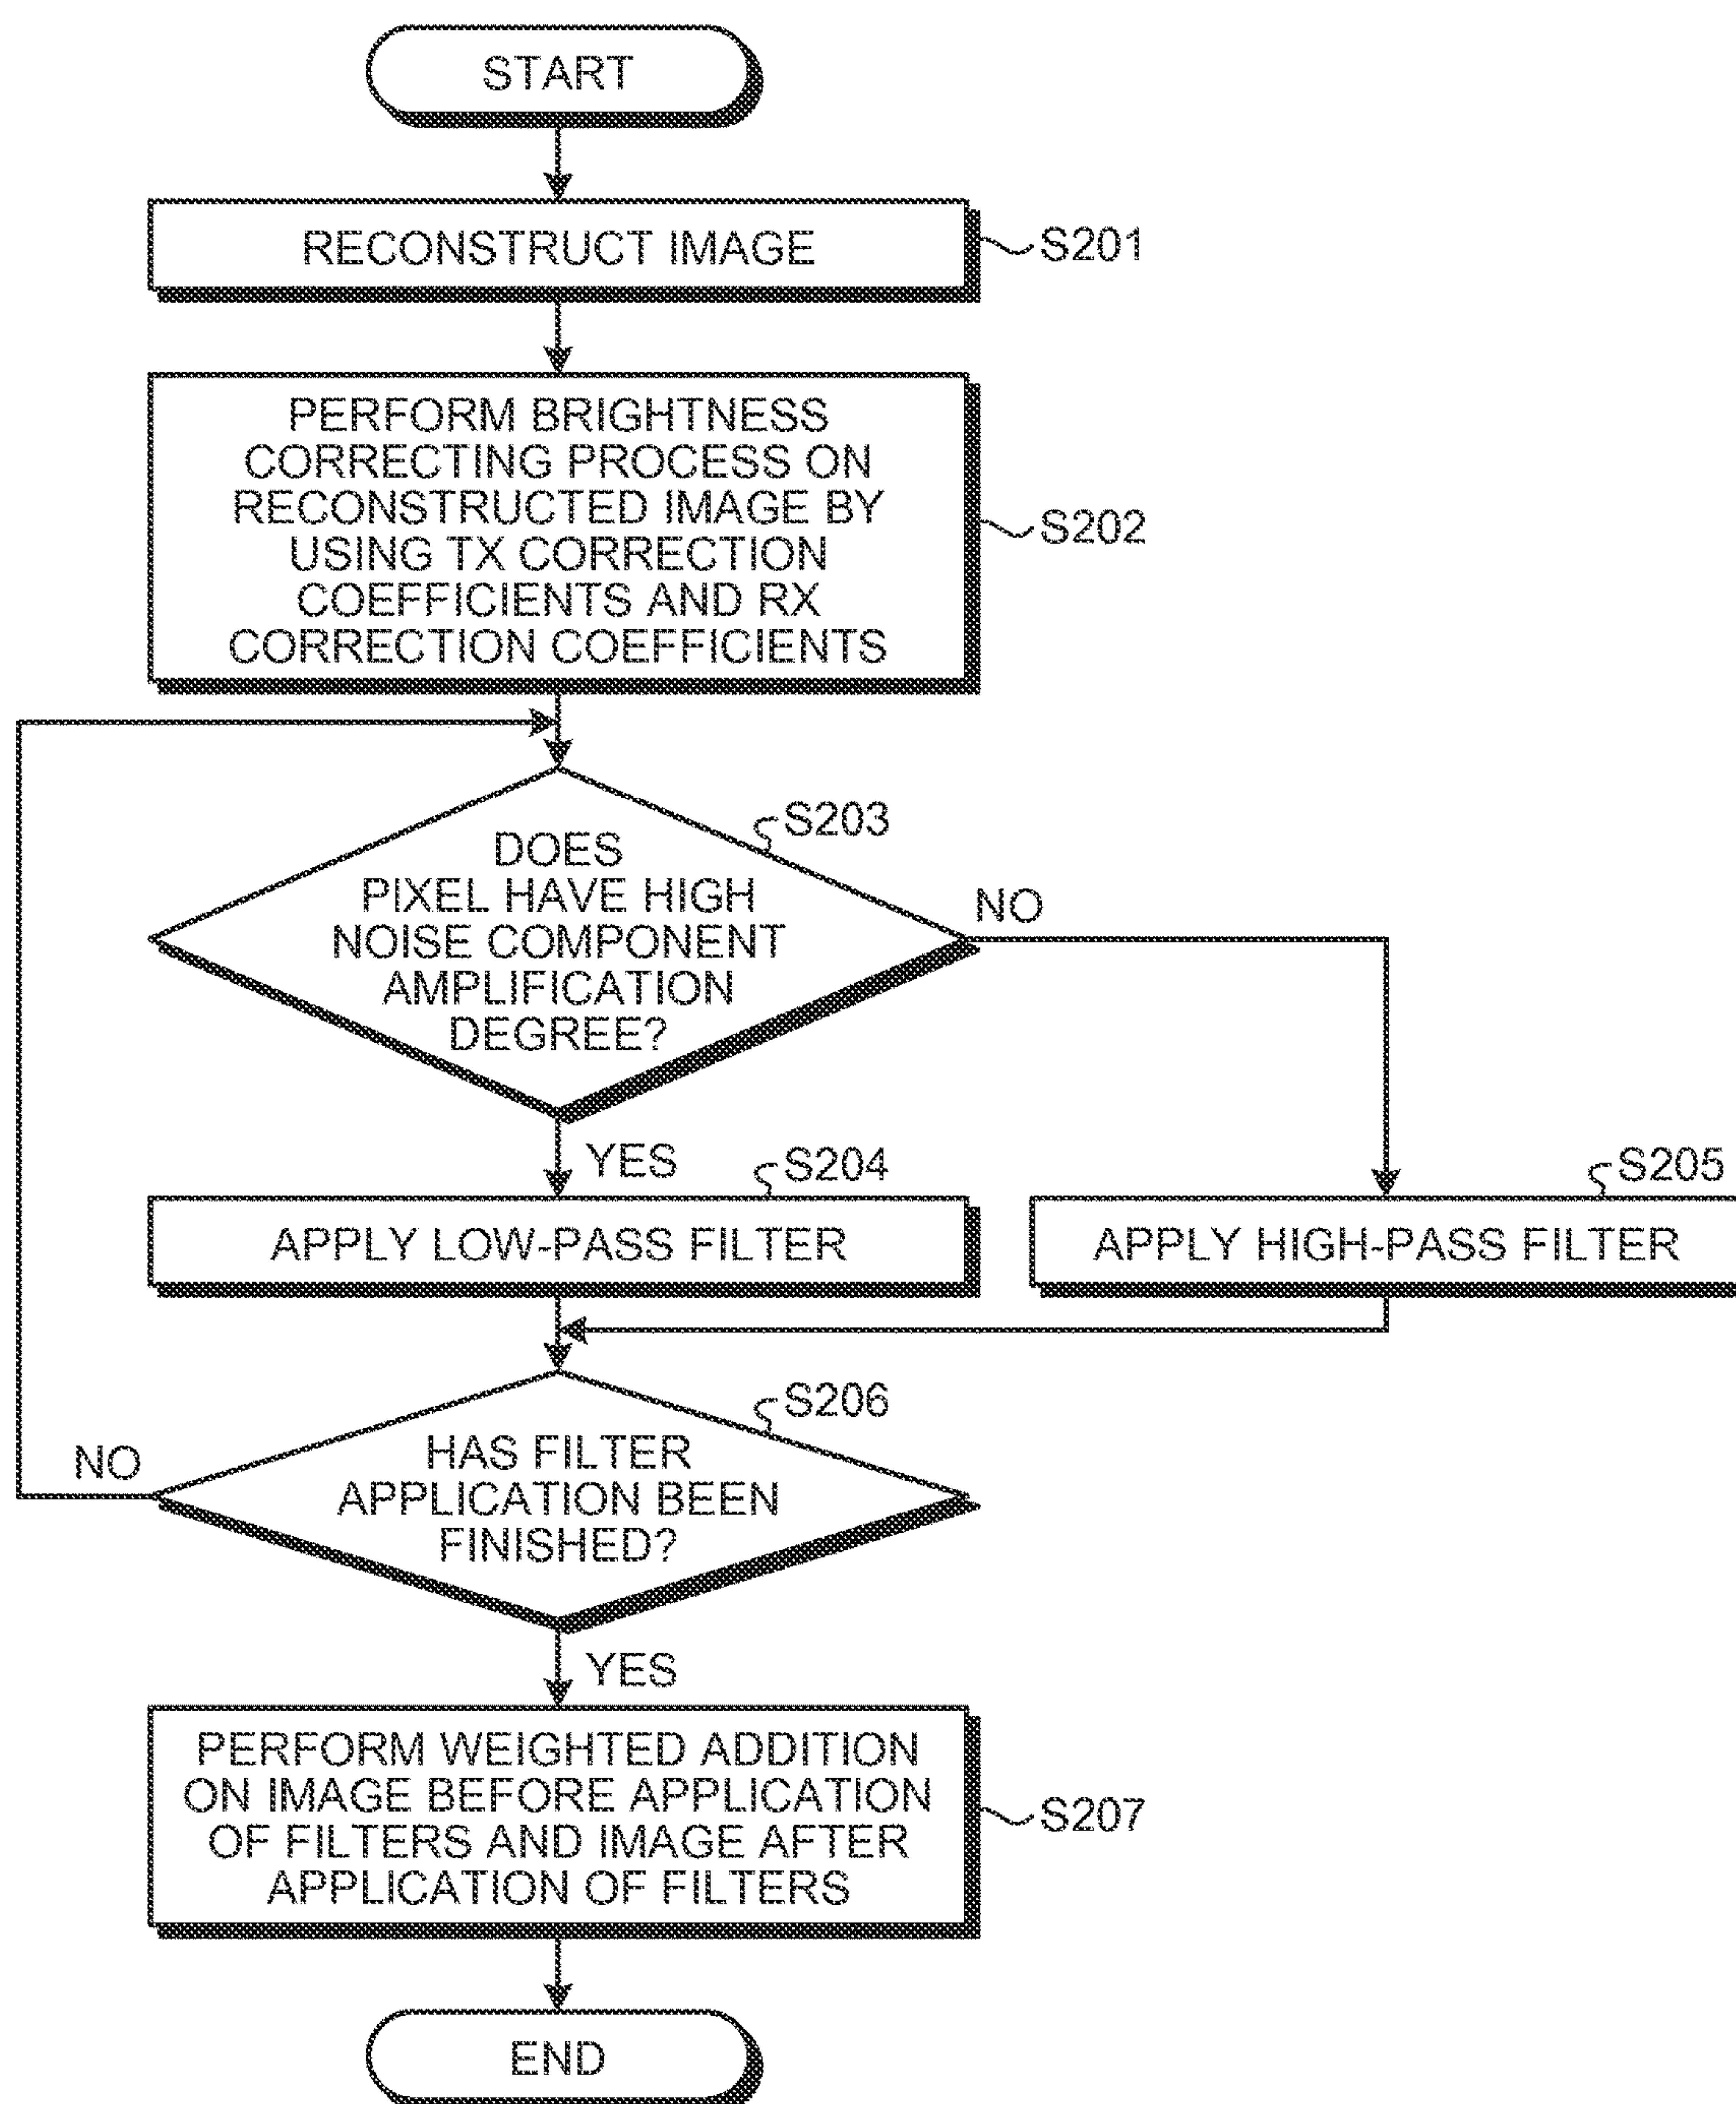 START
RECONSTRUCT IMAGE
S201
PERFORM BRIGHTNESS
CORRECTING PROCESS ON
RECONSTRUCTED IMAGE BY
USING TX CORRECTION
COEFFICIENTS AND RX
CORRECTION COEFFICIENTS
S202
S203
DOES
PIXEL HAVE HIGH
NOISE COMPONENT
AMPLIFICATION
DEGREE?
NO
YES
S204
APPLY LOW-PASS FILTER
S205
APPLY HIGH-PASS FILTER
S206
HAS FILTER
APPLICATION BEEN
FINISHED?
NO
YES
PERFORM WEIGHTED ADDITION
ON IMAGE BEFORE APPLICATION
OF FILTERS AND IMAGE AFTER
APPLICATION OF FILTERS
S207
END